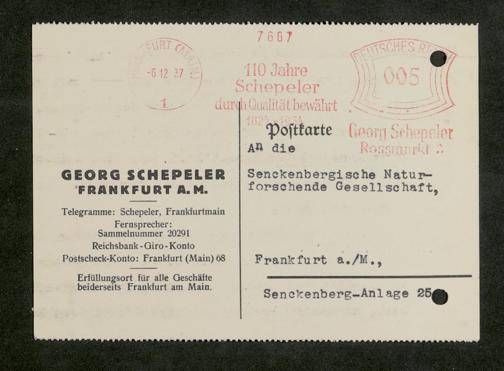 7667
FRANKFURT (MAIN)
-6 12 37
1
110 Jahre
Schepeler
durch Qualität bewährt
DEUTSCHES REICH
005
Georg Schepeler
Rossmarkt
Postkarte
An die
Senckenbergische Natur-
forschende Gesellschaft,
Frankfurt a./M.,
Senckenberg-Anlage 25
GEORG SCHEPELER
FRANKFURT A. M.
Telegramme: Schepeler, Frankfurtmain
Fernsprecher:
Sammelnummer 20291
Reichsbank-Giro-Konto
Postscheck-Konto: Frankfurt (Main) 68
Erfüllungsort für alle Geschäfte
beiderseits Frankfurt am Main.